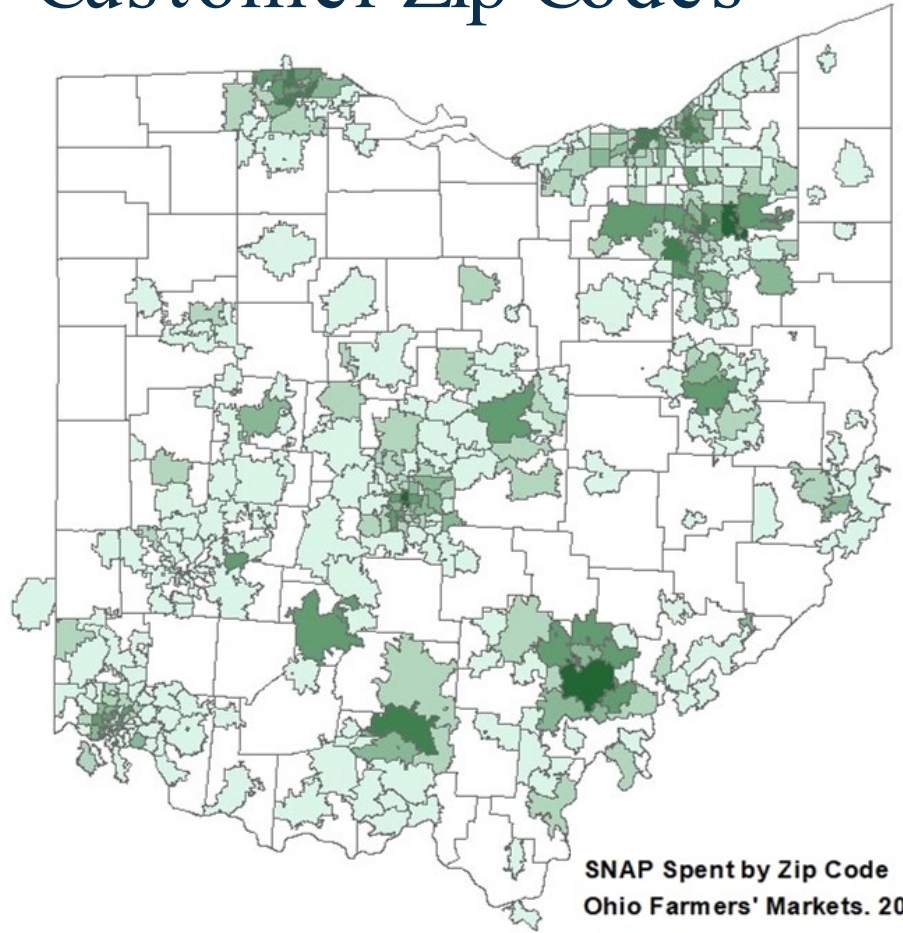 Customer Zip Codes
SNAP Spent by Zip Code
Ohio Farmers' Markets. 20